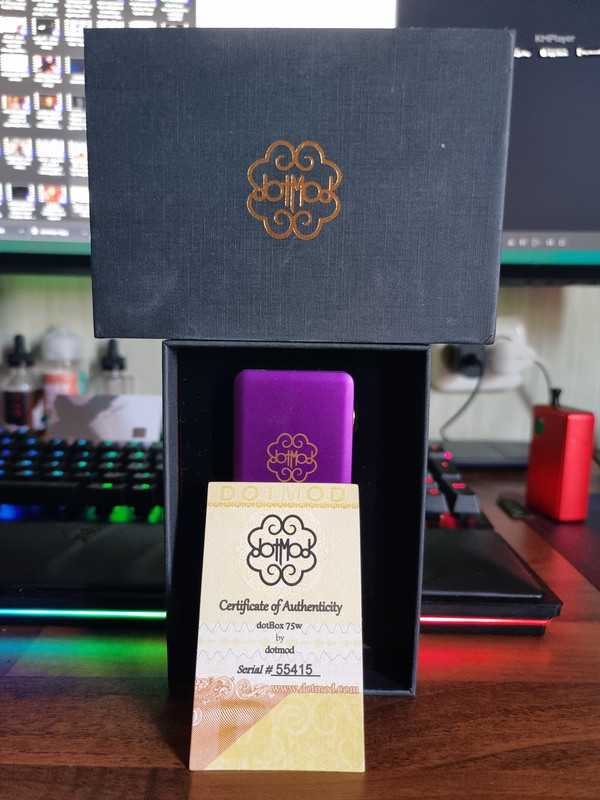 KMPlayer
dotMod
dotMod
DOTMOD
dotMod
Certificate of Authenticity
dotBox 75w
by
dotmod
Serial # 55415
www.dotmod.com